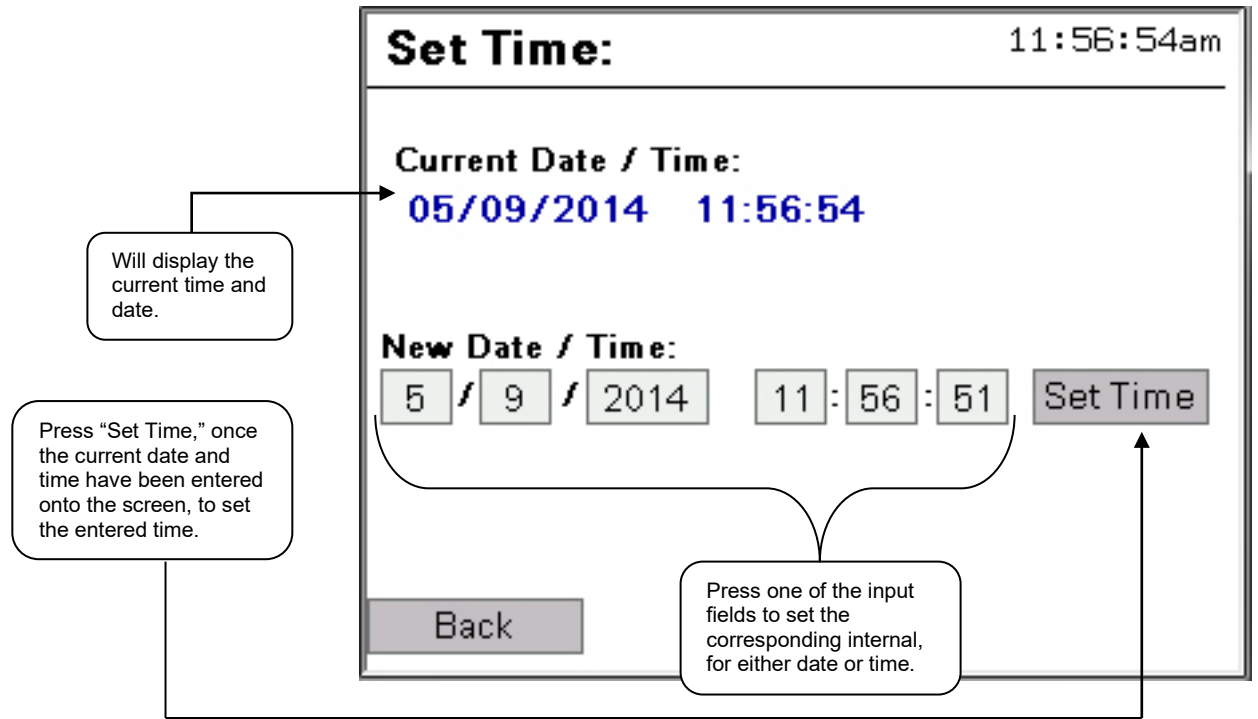 Set Time: 11:56:54am
Current Date / Time:
05/09/2014 11:56:54
Will display the
current time and
date.
New Date / Time:
5 / 9 / 2014 11 : 56 : 51 Set Time
Press “Set Time,” once
the current date and
time have been entered
onto the screen, to set
the entered time.
Press one of the input
fields to set the
corresponding internal,
for either date or time.
Back